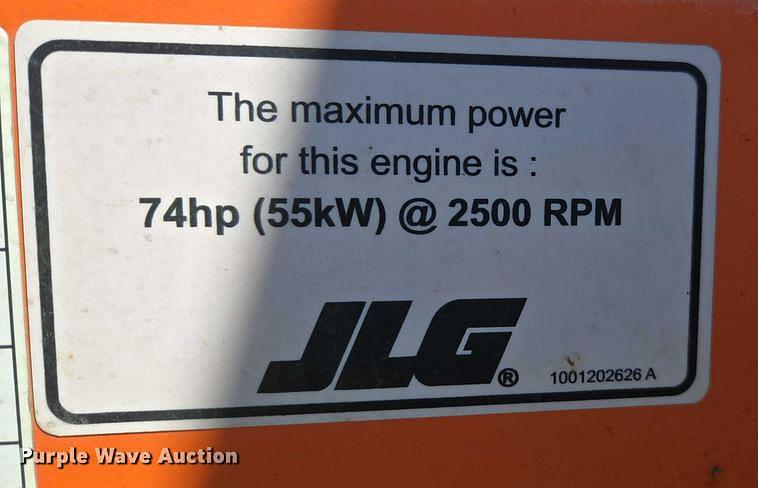 The maximum power
for this engine is :
74hp (55kW) @ 2500 RPM
JLG®
1001202626 A
Purple Wave Auction